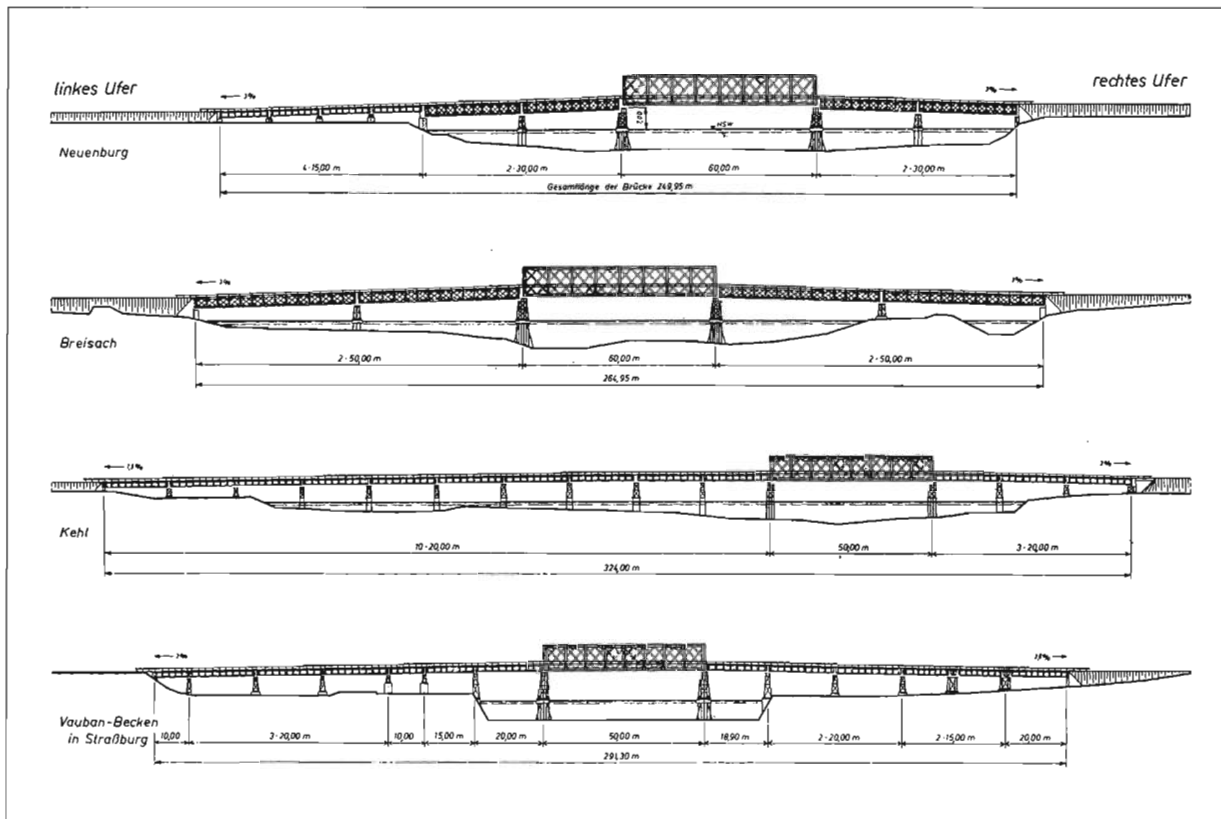 linkes Ufer
rechtes Ufer
Neuenburg
HSW
4·15,00 m
2·30,00 m
60,00 m
2·30,00 m
Gesamtlänge der Brücke 249,95 m
Breisach
2·50,00 m
60,00 m
2·50,00 m
264,95 m
Kehl
10·20,00 m
50,00 m
3·20,00 m
324,00 m
Vauban-Becken
in Straßburg
10,00
3·20,00 m
10,00
15,00 m
20,00 m
50,00 m
18,90 m
2·20,00 m
2·15,00 m
20,00 m
291,30 m